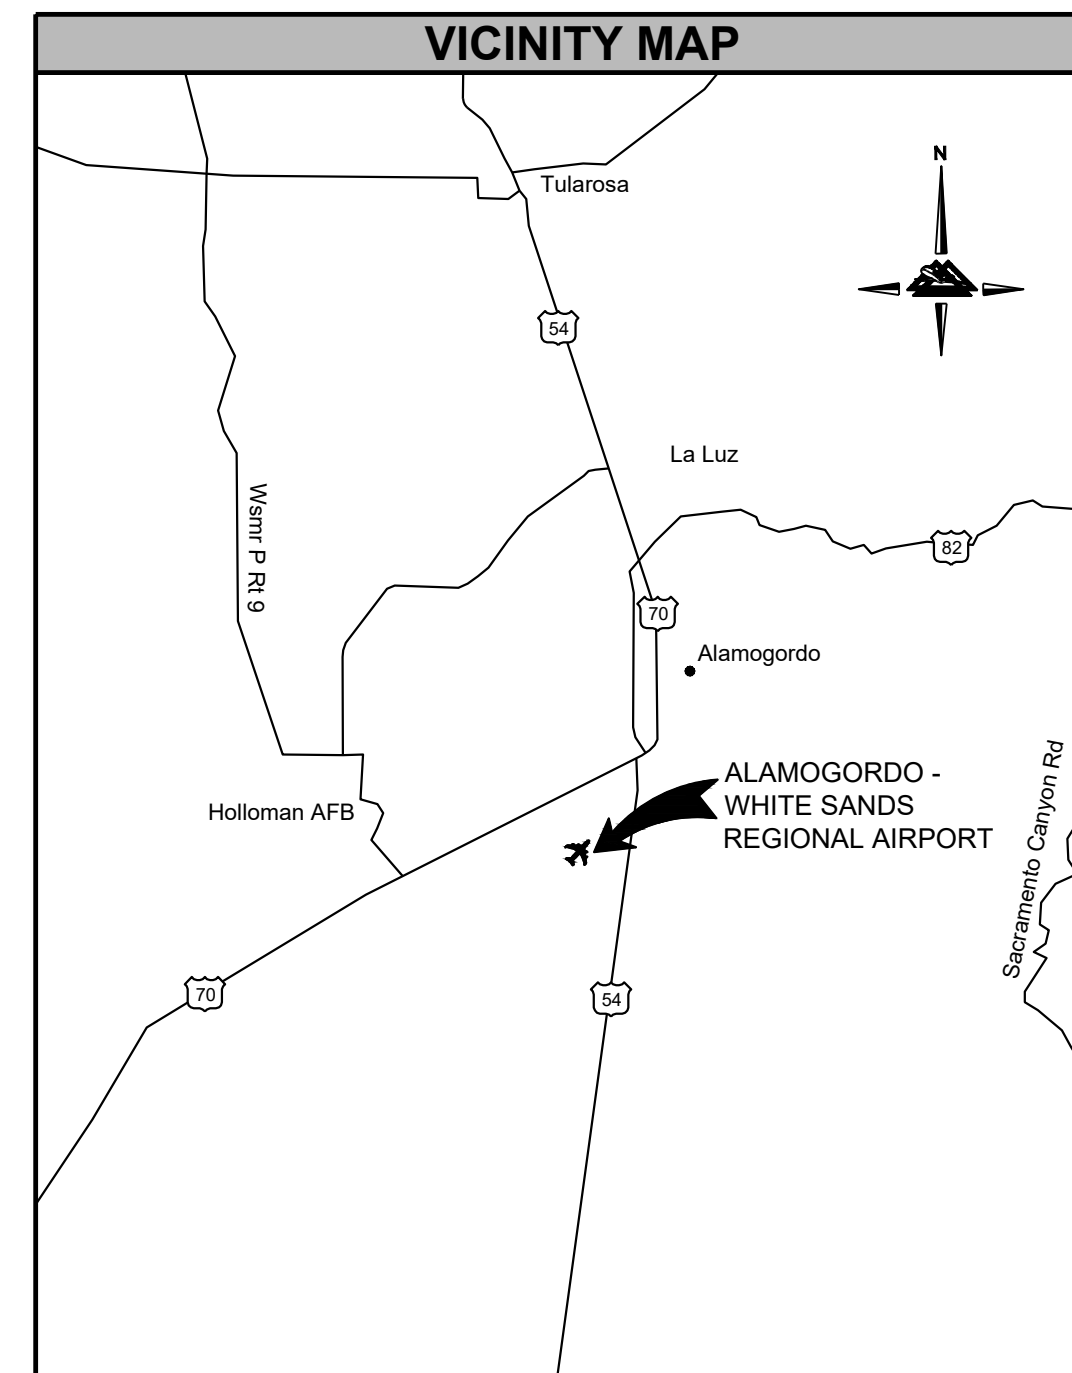 VICINITY MAP
N
Tularosa
54
La Luz
Wsmr P Rt 9
82
70
Alamogordo
ALAMOGORDO -
WHITE SANDS
REGIONAL AIRPORT
Holloman AFB
Sacramento Canyon Rd
70
54